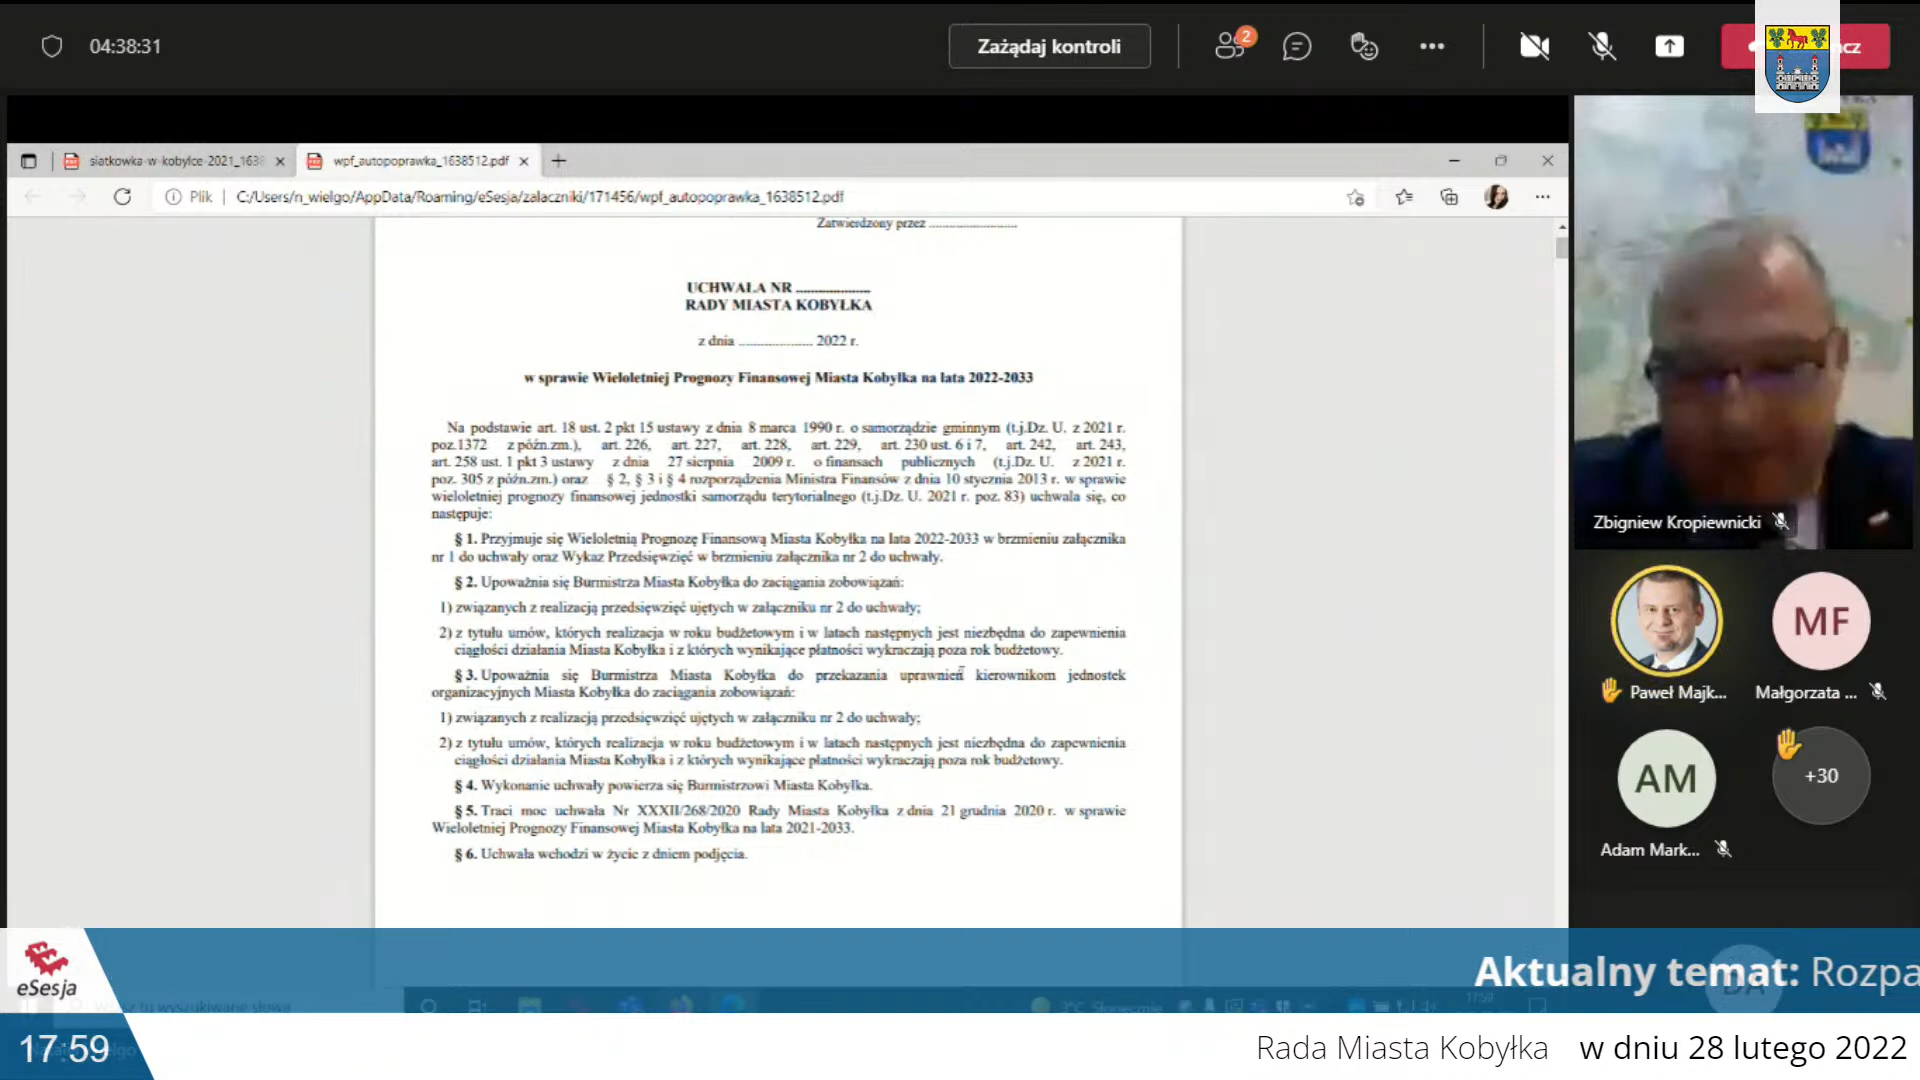 04:38:31
Zażądaj kontroli
2
siatkowka-w-kobylce-2021_1638
wpf_autopoprawka_1638512.pdf
Plik
C:/Users/n_wielgo/AppData/Roaming/eSesja/zalaczniki/171456/wpf_autopoprawka_1638512.pdf
Zatwierdzony przez ............................
UCHWAŁA NR ......................
RADY MIASTA KOBYŁKA
z dnia ...................... 2022 r.
w sprawie Wieloletniej Prognozy Finansowej Miasta Kobyłka na lata 2022-2033
Na podstawie art. 18 ust. 2 pkt 15 ustawy z dnia 8 marca 1990 r. o samorządzie gminnym (t.j.Dz. U. z 2021 r.
poz.1372 z późn.zm.), art. 226, art. 227, art. 228, art. 229, art. 230 ust. 6 i 7, art. 242, art. 243,
art. 258 ust. 1 pkt 3 ustawy z dnia 27 sierpnia 2009 r. o finansach publicznych (t.j.Dz. U. z 2021 r.
poz. 305 z późn.zm.) oraz § 2, § 3 i § 4 rozporządzenia Ministra Finansów z dnia 10 stycznia 2013 r. w sprawie
wieloletniej prognozy finansowej jednostki samorządu terytorialnego (t.j.Dz. U. 2021 r. poz. 83) uchwala się, co
następuje:
§ 1. Przyjmuje się Wieloletnią Prognozę Finansową Miasta Kobyłka na lata 2022-2033 w brzmieniu załącznika
nr 1 do uchwały oraz Wykaz Przedsięwzięć w brzmieniu załącznika nr 2 do uchwały.
§ 2. Upoważnia się Burmistrza Miasta Kobyłka do zaciągania zobowiązań:
1) związanych z realizacją przedsięwzięć ujętych w załączniku nr 2 do uchwały;
2) z tytułu umów, których realizacja w roku budżetowym i w latach następnych jest niezbędna do zapewnienia
ciągłości działania Miasta Kobyłka i z których wynikające płatności wykraczają poza rok budżetowy.
§ 3. Upoważnia się Burmistrza Miasta Kobyłka do przekazania uprawnień kierownikom jednostek
organizacyjnych Miasta Kobyłka do zaciągania zobowiązań:
1) związanych z realizacją przedsięwzięć ujętych w załączniku nr 2 do uchwały;
2) z tytułu umów, których realizacja w roku budżetowym i w latach następnych jest niezbędna do zapewnienia
ciągłości działania Miasta Kobyłka i z których wynikające płatności wykraczają poza rok budżetowy.
§ 4. Wykonanie uchwały powierza się Burmistrzowi Miasta Kobyłka.
§ 5. Traci moc uchwała Nr XXXII/268/2020 Rady Miasta Kobyłka z dnia 21 grudnia 2020 r. w sprawie
Wieloletniej Prognozy Finansowej Miasta Kobyłka na lata 2021-2033.
§ 6. Uchwała wchodzi w życie z dniem podjęcia.
Zbigniew Kropiewnicki
MF
Paweł Majk...
Małgorzata ...
AM
+30
Adam Mark...
eSesja
Aktualny temat: Rozpa
17:59
Rada Miasta Kobyłka w dniu 28 lutego 2022